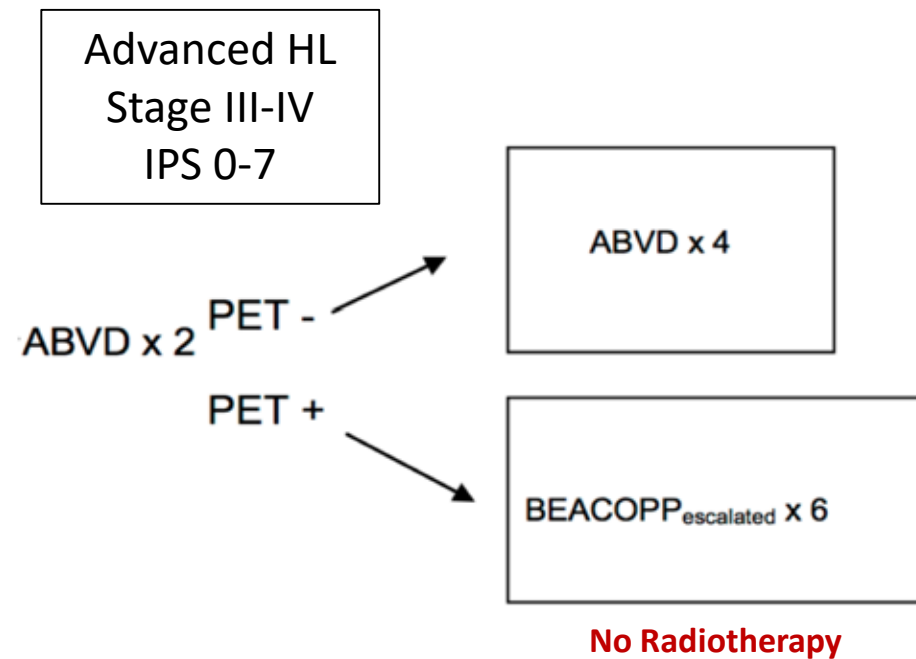 Advanced HL
Stage III-IV
IPS 0-7
ABVD x 4
PET -
ABVD x 2
PET +
BEACOPPescalated x 6
No Radiotherapy